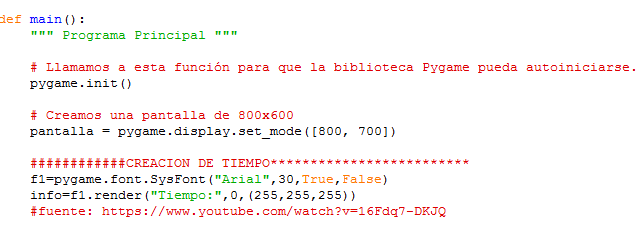 def main():
""" Programa Principal """
# Llamamos a esta función para que la biblioteca Pygame pueda autoiniciarse.
pygame.init()
# Creamos una pantalla de 800x600
pantalla = pygame.display.set_mode([800, 700])
############CREACION DE TIEMPO*************************
f1=pygame.font.SysFont("Arial",30,True,False)
info=f1.render("Tiempo:",0,(255,255,255))
#fuente: https://www.youtube.com/watch?v=16Fdq7-DKJQ